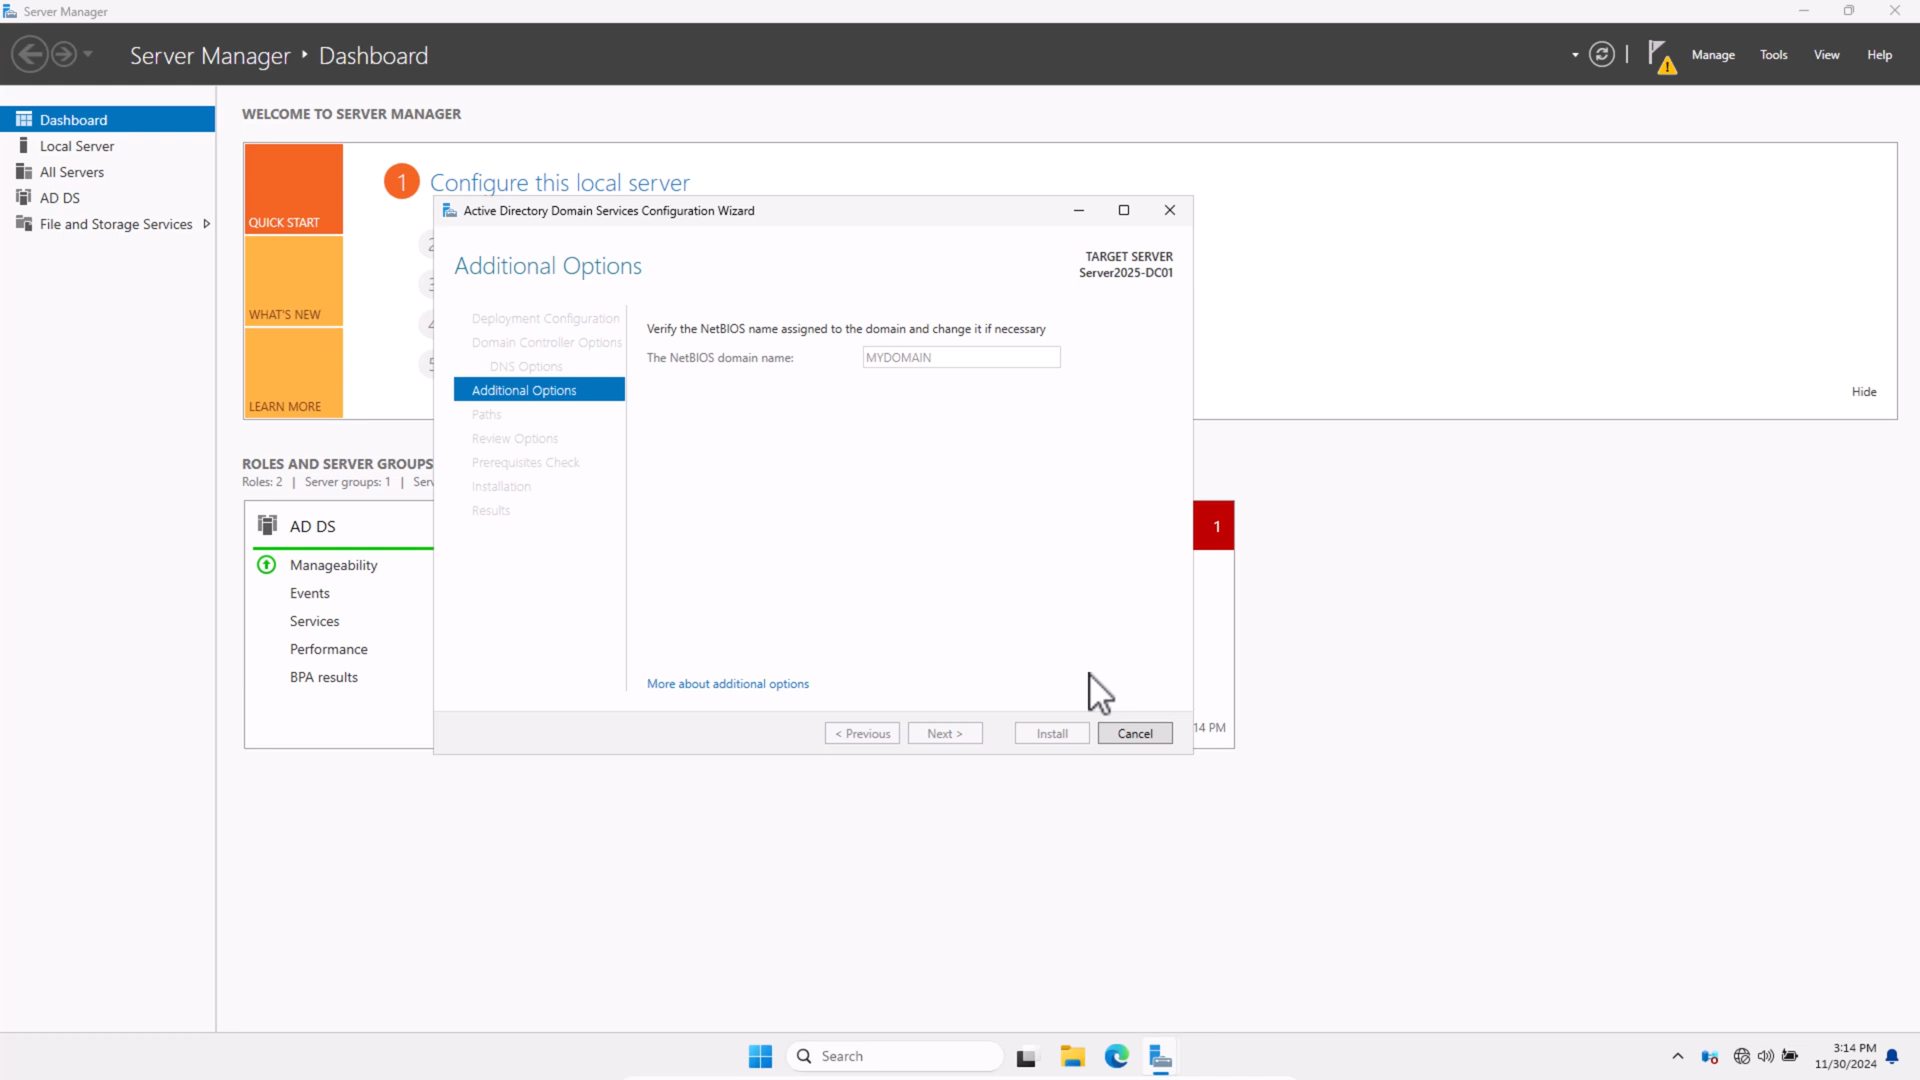 Server Manager
Server Manager ‣ Dashboard
Manage
Tools
View
Help
Dashboard
Local Server
All Servers
AD DS
File and Storage Services
WELCOME TO SERVER MANAGER
QUICK START
WHAT'S NEW
LEARN MORE
1
Configure this local server
Hide
Active Directory Domain Services Configuration Wizard
Additional Options
TARGET SERVER
Server2025-DC01
Deployment Configuration
Domain Controller Options
DNS Options
Additional Options
Paths
Review Options
Prerequisites Check
Installation
Results
Verify the NetBIOS name assigned to the domain and change it if necessary
The NetBIOS domain name:
MYDOMAIN
More about additional options
< Previous
Next >
Install
Cancel
ROLES AND SERVER GROUPS
Roles: 2 | Server groups: 1 | Serv
AD DS
Manageability
Events
Services
Performance
BPA results
1
14 PM
Search
3:14 PM
11/30/2024